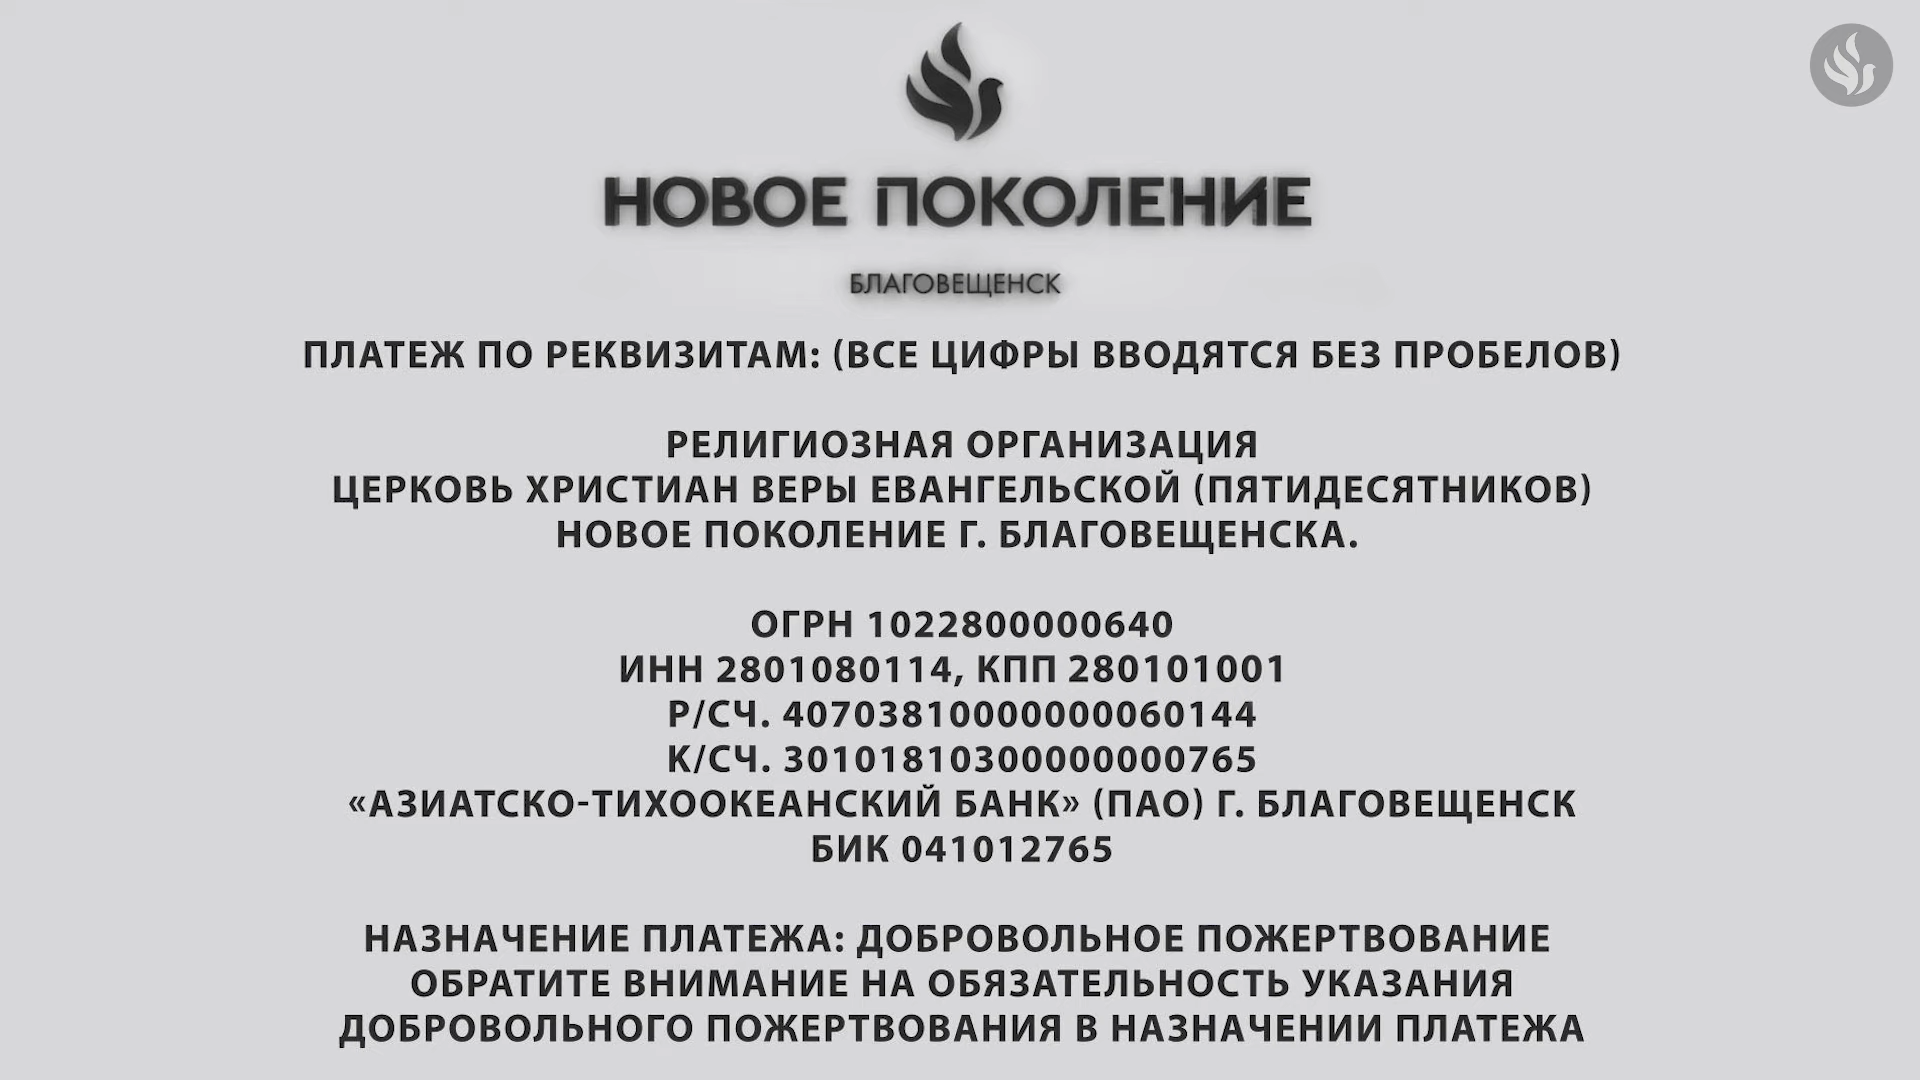 НОВОЕ ПОКОЛЕНИЕ
БЛАГОВЕЩЕНСК
ПЛАТЕЖ ПО РЕКВИЗИТАМ: (ВСЕ ЦИФРЫ ВВОДЯТСЯ БЕЗ ПРОБЕЛОВ)
РЕЛИГИОЗНАЯ ОРГАНИЗАЦИЯ
ЦЕРКОВЬ ХРИСТИАН ВЕРЫ ЕВАНГЕЛЬСКОЙ (ПЯТИДЕСЯТНИКОВ)
НОВОЕ ПОКОЛЕНИЕ Г. БЛАГОВЕЩЕНСКА.
ОГРН 1022800000640
ИНН 2801080114, КПП 280101001
Р/СЧ. 40703810000000060144
К/СЧ. 30101810300000000765
«АЗИАТСКО-ТИХООКЕАНСКИЙ БАНК» (ПАО) Г. БЛАГОВЕЩЕНСК
БИК 041012765
НАЗНАЧЕНИЕ ПЛАТЕЖА: ДОБРОВОЛЬНОЕ ПОЖЕРТВОВАНИЕ
ОБРАТИТЕ ВНИМАНИЕ НА ОБЯЗАТЕЛЬНОСТЬ УКАЗАНИЯ
ДОБРОВОЛЬНОГО ПОЖЕРТВОВАНИЯ В НАЗНАЧЕНИИ ПЛАТЕЖА